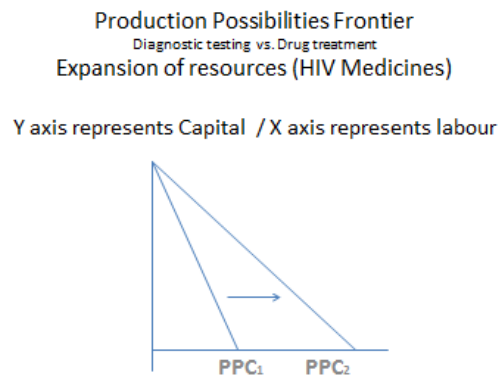 Production Possibilities Frontier
Diagnostic testing vs. Drug treatment
Expansion of resources (HIV Medicines)
Y axis represents Capital / X axis represents labour
PPC1 PPC2